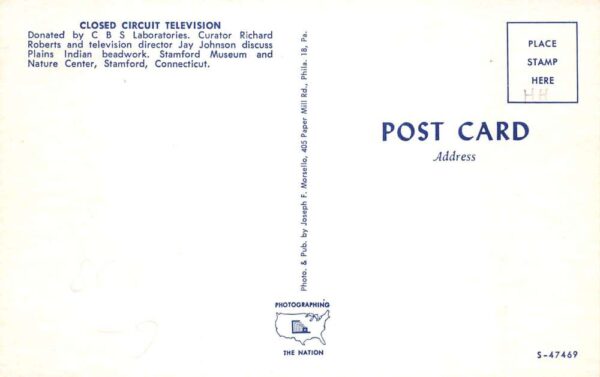 CLOSED CIRCUIT TELEVISION
Donated by C B S Laboratories. Curator Richard
Roberts and television director Jay Johnson discuss
Plains Indian beadwork. Stamford Museum and
Nature Center, Stamford, Connecticut.
Photo. & Pub. by Joseph F. Morsello, 405 Paper Mill Rd., Phila. 18, Pa.
PHOTOGRAPHING
THE NATION
PLACE
STAMP
HERE
HH
POST CARD
Address
S-47469